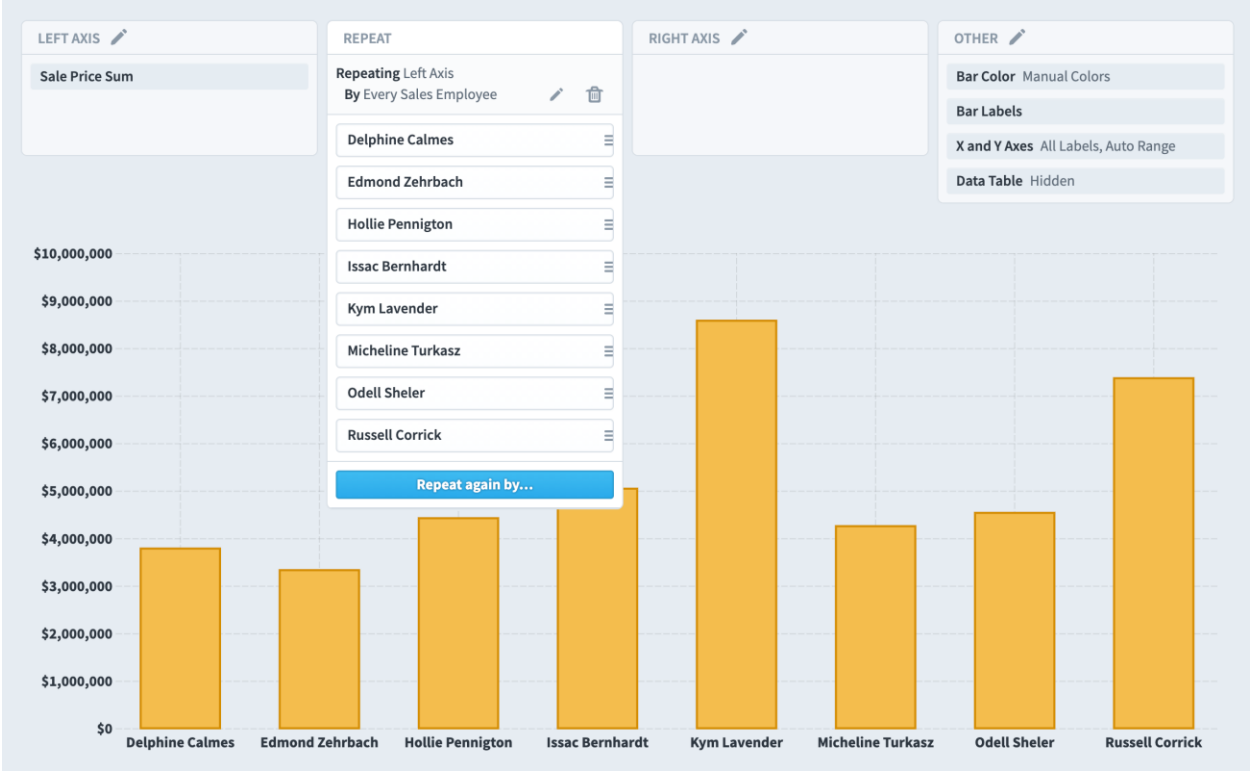 LEFT AXIS
Sale Price Sum
REPEAT
Repeating Left Axis
By Every Sales Employee
Delphine Calmes
Edmond Zehrbach
Hollie Pennigton
Issac Bernhardt
Kym Lavender
Micheline Turkasz
Odell Sheler
Russell Corrick
Repeat again by...
RIGHT AXIS
OTHER
Bar Color Manual Colors
Bar Labels
X and Y Axes All Labels, Auto Range
Data Table Hidden
$10,000,000
$9,000,000
$8,000,000
$7,000,000
$6,000,000
$5,000,000
$4,000,000
$3,000,000
$2,000,000
$1,000,000
$0
Delphine Calmes Edmond Zehrbach Hollie Pennigton Issac Bernhardt Kym Lavender Micheline Turkasz Odell Sheler Russell Corrick